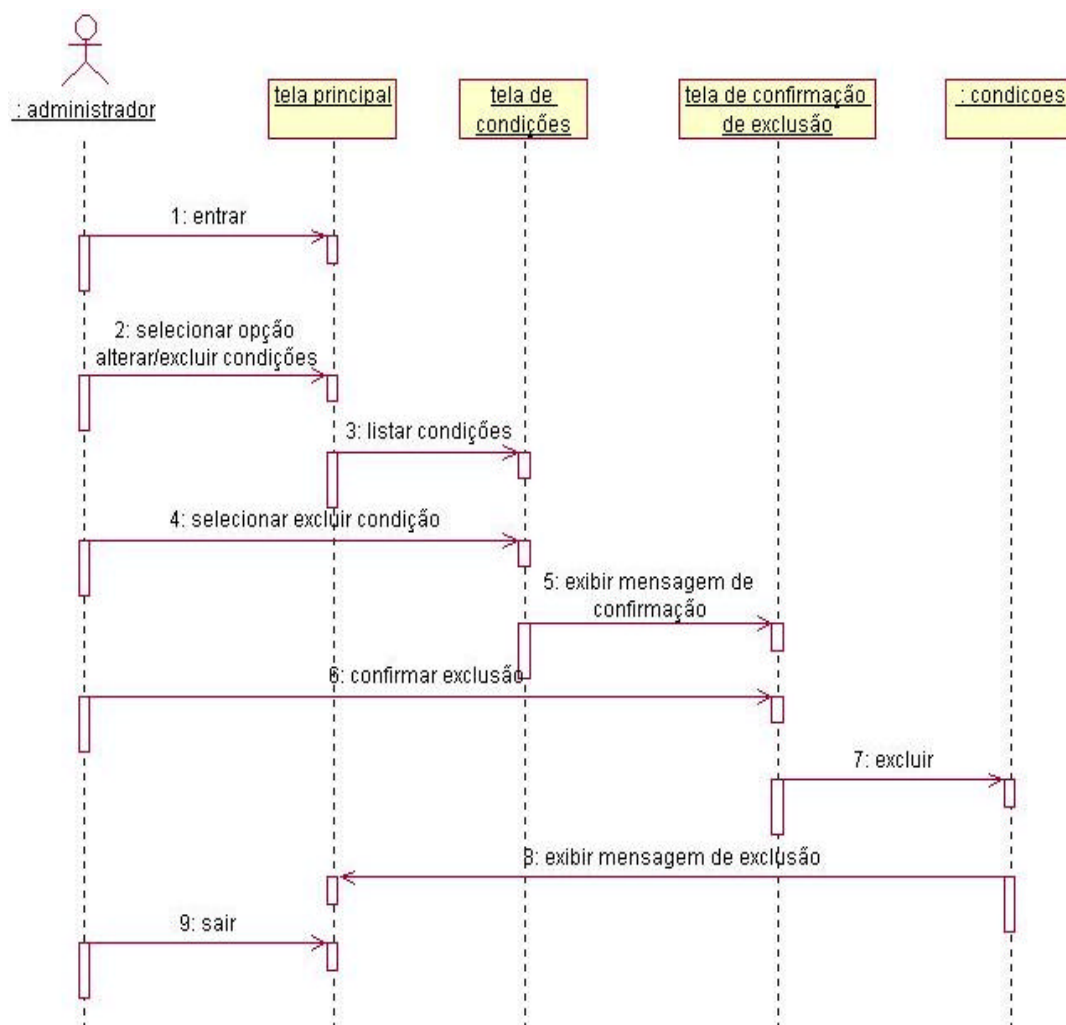 : administrador
tela principal
tela de
condições
tela de confirmação
de exclusão
: condicoes
1: entrar
2: selecionar opção
alterar/excluir condições
3: listar condições
4: selecionar excluir condição
5: exibir mensagem de
confirmação
6: confirmar exclusão
7: excluir
8: exibir mensagem de exclusão
9: sair